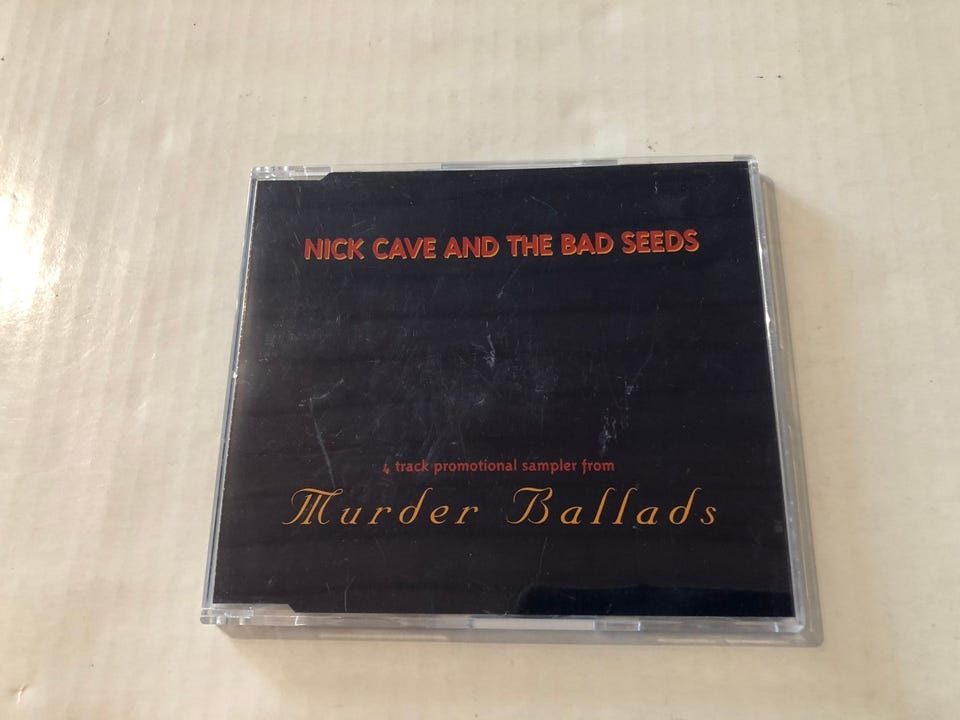 NICK CAVE AND THE BAD SEEDS
4 track promotional sampler from
Murder Ballads